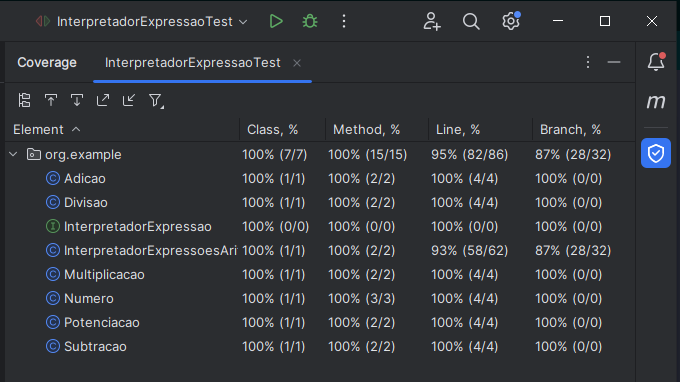 InterpretadorExpressaoTest
Coverage InterpretadorExpressaoTest
Element Class, % Method, % Line, % Branch, %
org.example 100% (7/7) 100% (15/15) 95% (82/86) 87% (28/32)
Adicao 100% (1/1) 100% (2/2) 100% (4/4) 100% (0/0)
Divisao 100% (1/1) 100% (2/2) 100% (4/4) 100% (0/0)
InterpretadorExpressao 100% (0/0) 100% (0/0) 100% (0/0) 100% (0/0)
InterpretadorExpressoesAri 100% (1/1) 100% (2/2) 93% (58/62) 87% (28/32)
Multiplicacao 100% (1/1) 100% (2/2) 100% (4/4) 100% (0/0)
Numero 100% (1/1) 100% (3/3) 100% (4/4) 100% (0/0)
Potenciacao 100% (1/1) 100% (2/2) 100% (4/4) 100% (0/0)
Subtracao 100% (1/1) 100% (2/2) 100% (4/4) 100% (0/0)